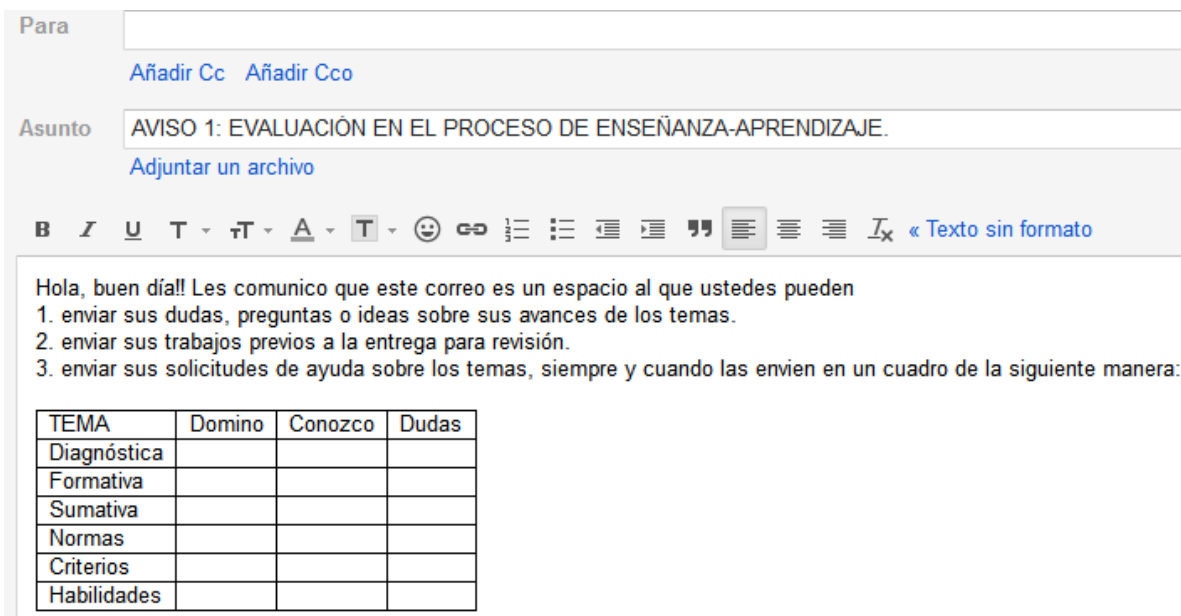 Para
Añadir Cc Añadir Cco
Asunto AVISO 1: EVALUACIÓN EN EL PROCESO DE ENSEÑANZA-APRENDIZAJE.
Adjuntar un archivo
B I U T T A T « Texto sin formato
Hola, buen día!! Les comunico que este correo es un espacio al que ustedes pueden
1. enviar sus dudas, preguntas o ideas sobre sus avances de los temas.
2. enviar sus trabajos previos a la entrega para revisión.
3. enviar sus solicitudes de ayuda sobre los temas, siempre y cuando las envien en un cuadro de la siguiente manera:
TEMA Domino Conozco Dudas
Diagnóstica
Formativa
Sumativa
Normas
Criterios
Habilidades